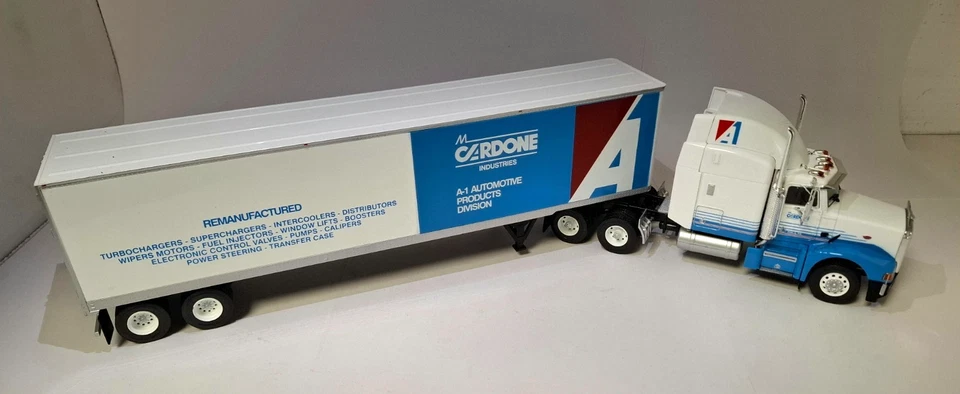 REMANUFACTURED
TURBOCHARGERS - SUPERCHARGERS - INTERCOOLERS - DISTRIBUTORS
WIPERS MOTORS - FUEL INJECTORS - WINDOW LIFTS - BOOSTERS
ELECTRONIC CONTROL VALVES - PUMPS - CALIPERS
POWER STEERING - TRANSFER CASE
M
CARDONE
INDUSTRIES
A-1 AUTOMOTIVE
PRODUCTS
DIVISION
A1
A1